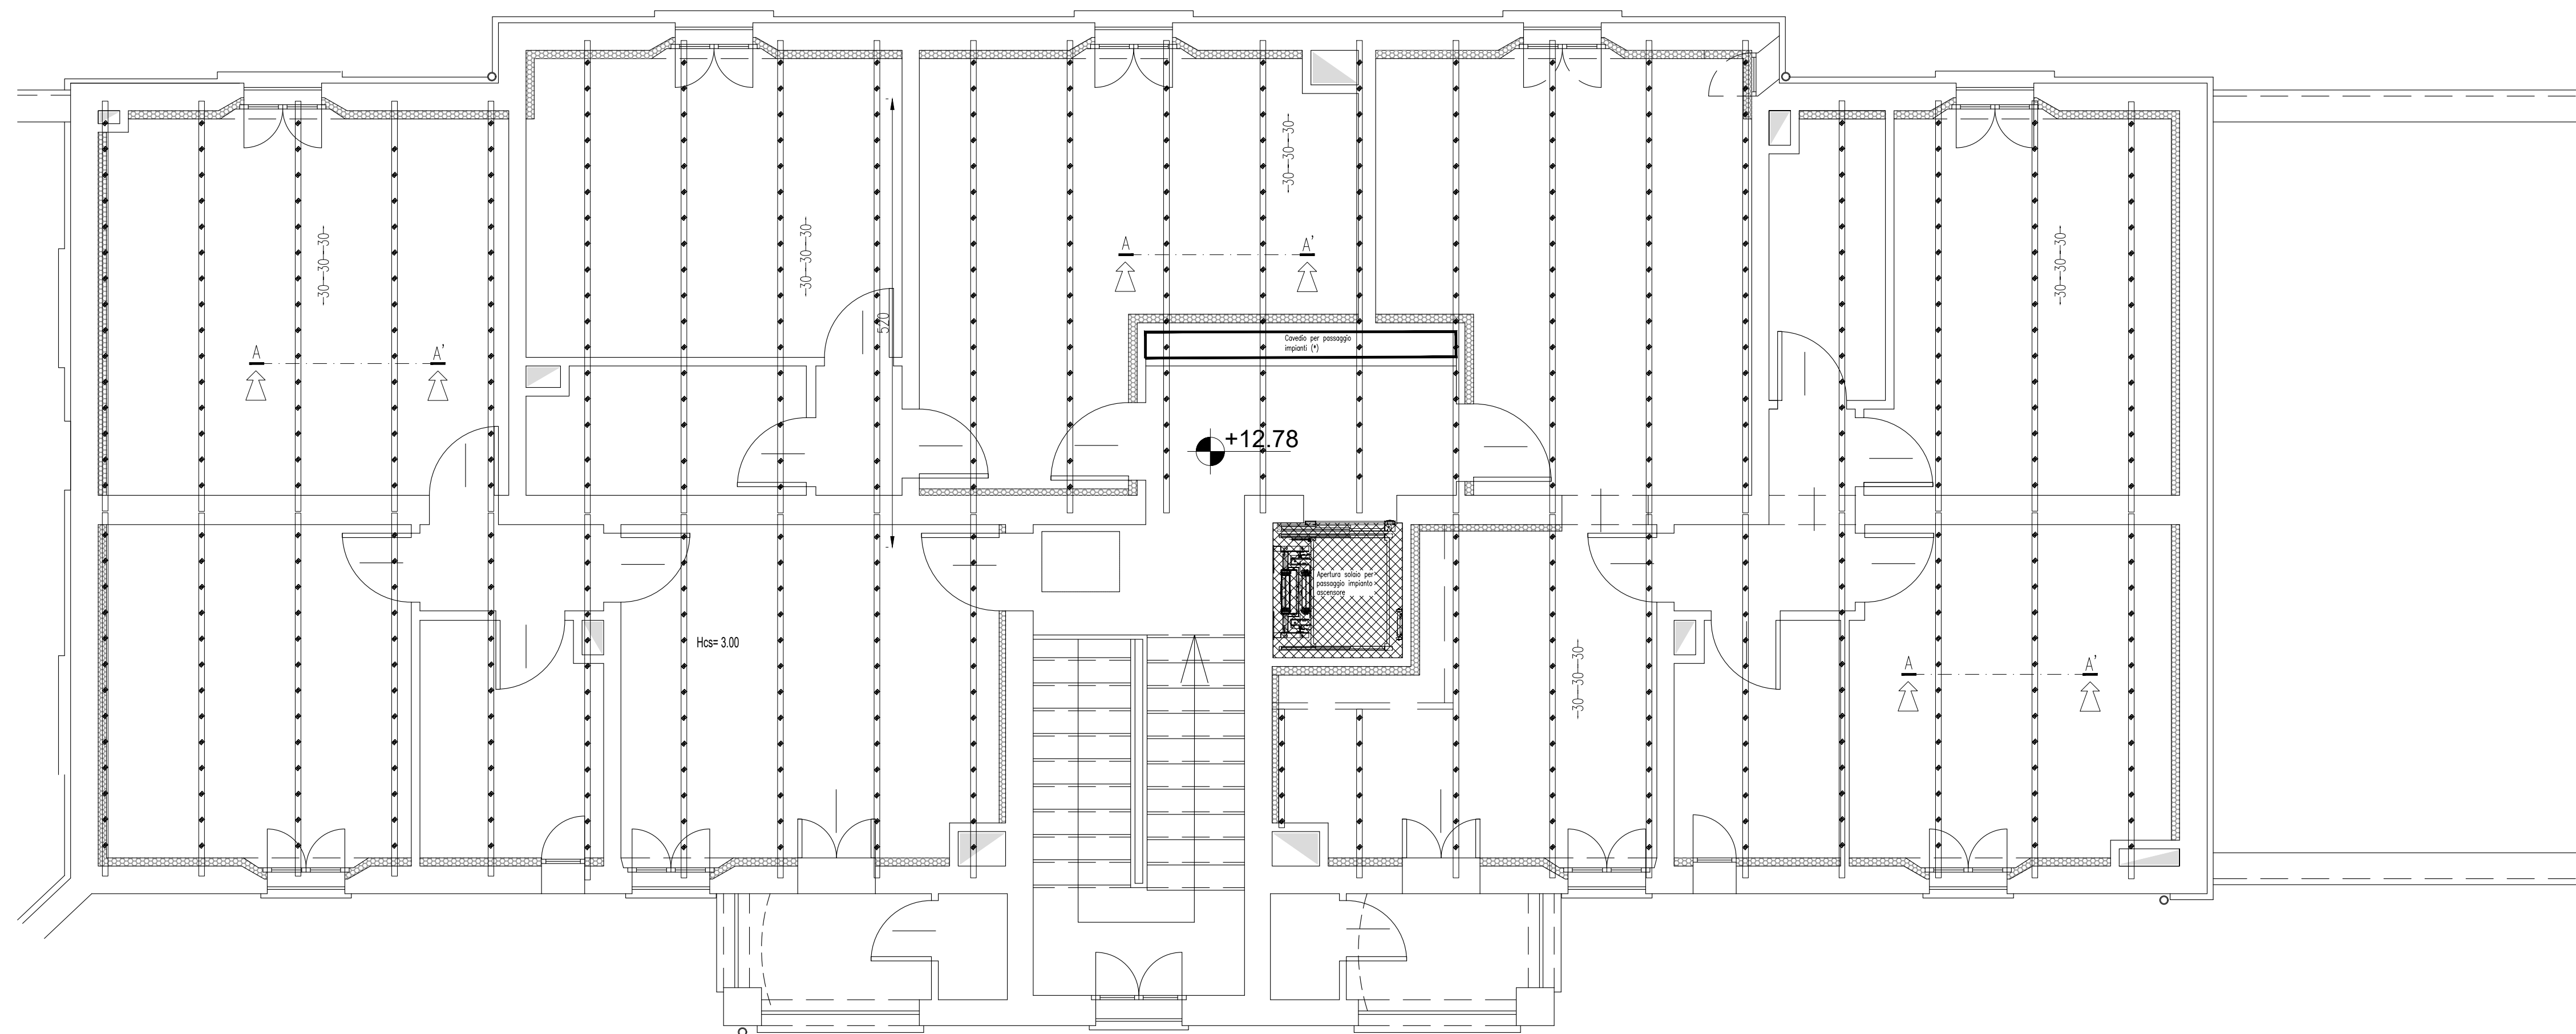 -30-30-30-
-30-30-30-
-30-30-30-
-30-30-30-
A A'
A A'
520
Cavedio per passaggio
impianti (*)
+12.78
Apertura solaio per
passaggio impianto
ascensore
Hcs= 3.00
-30-30-30-
A A'